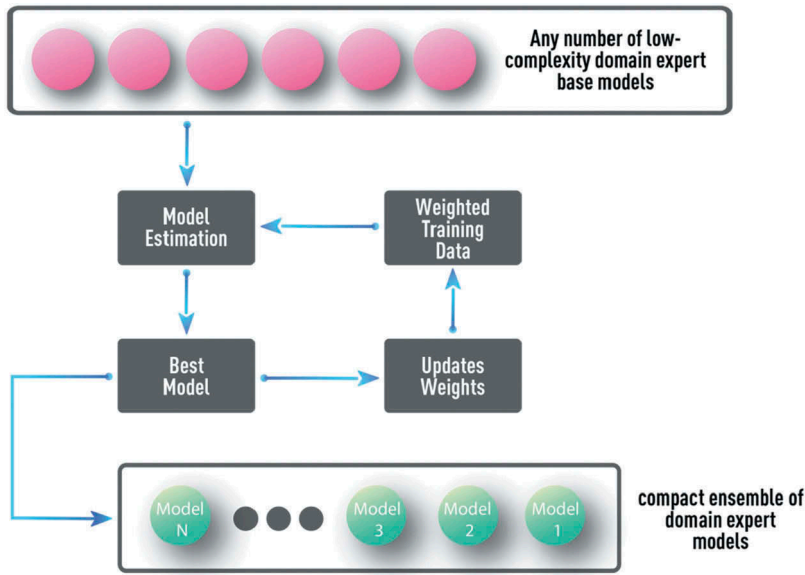 Any number of low-
complexity domain expert
base models
Model
Estimation
Weighted
Training
Data
Best
Model
Updates
Weights
Model
N
Model
3
Model
2
Model
1
compact ensemble of
domain expert
models